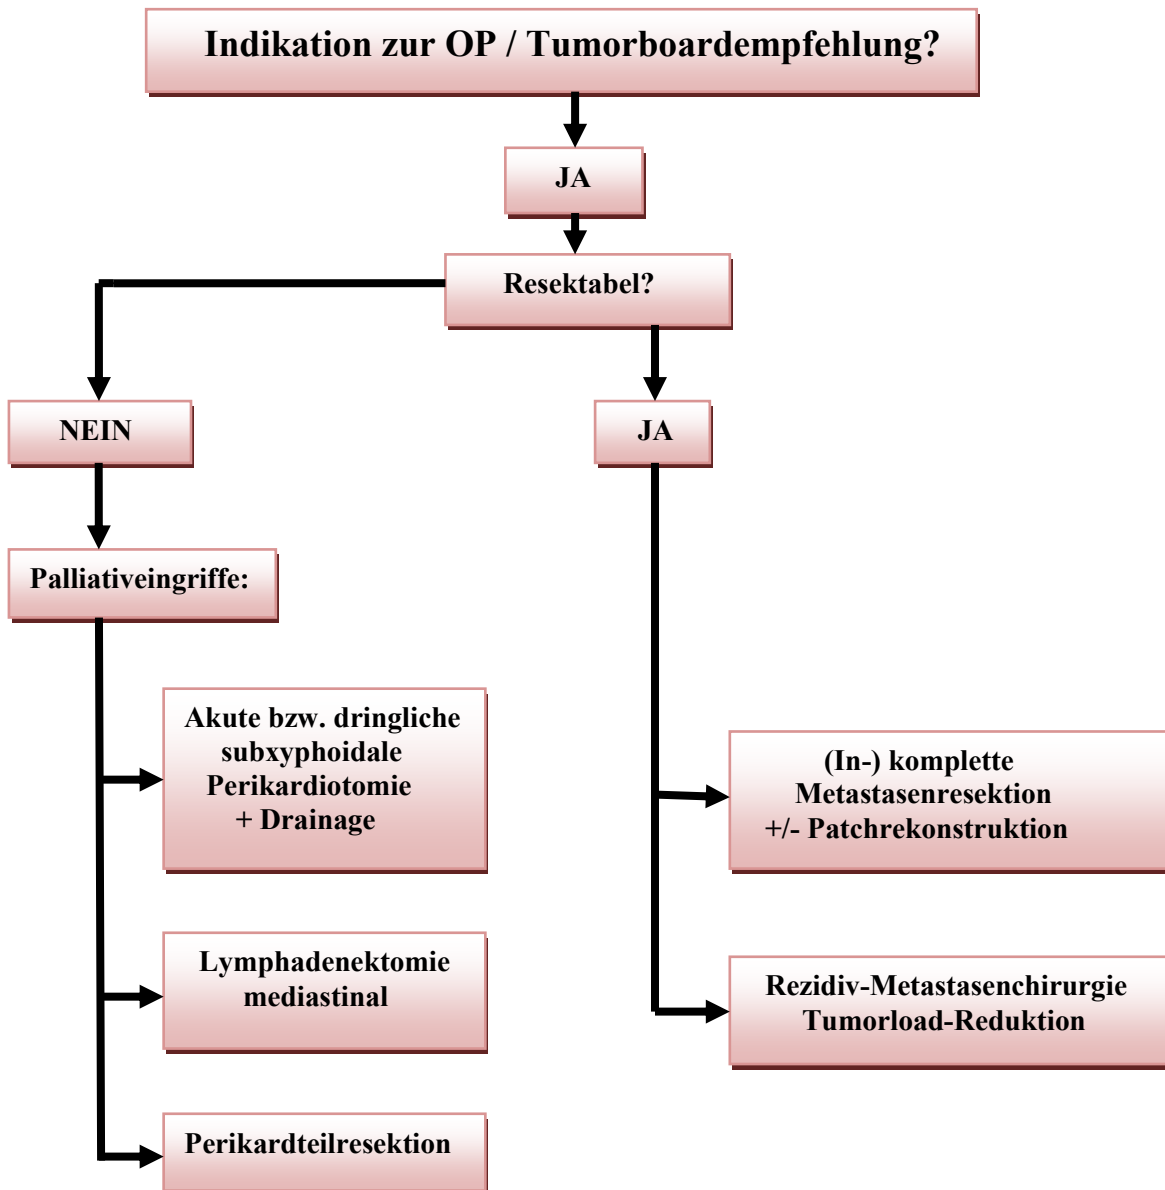 Indikation zur OP / Tumorboardempfehlung?
JA
Resektabel?
NEIN
JA
Palliativeingriffe:
Akute bzw. dringliche
subxyphoidale
Perikardiotomie
+ Drainage
(In-) komplette
Metastasenresektion
+/- Patchrekonstruktion
Lymphadenektomie
mediastinal
Rezidiv-Metastasenchirurgie
Tumorload-Reduktion
Perikardteilresektion